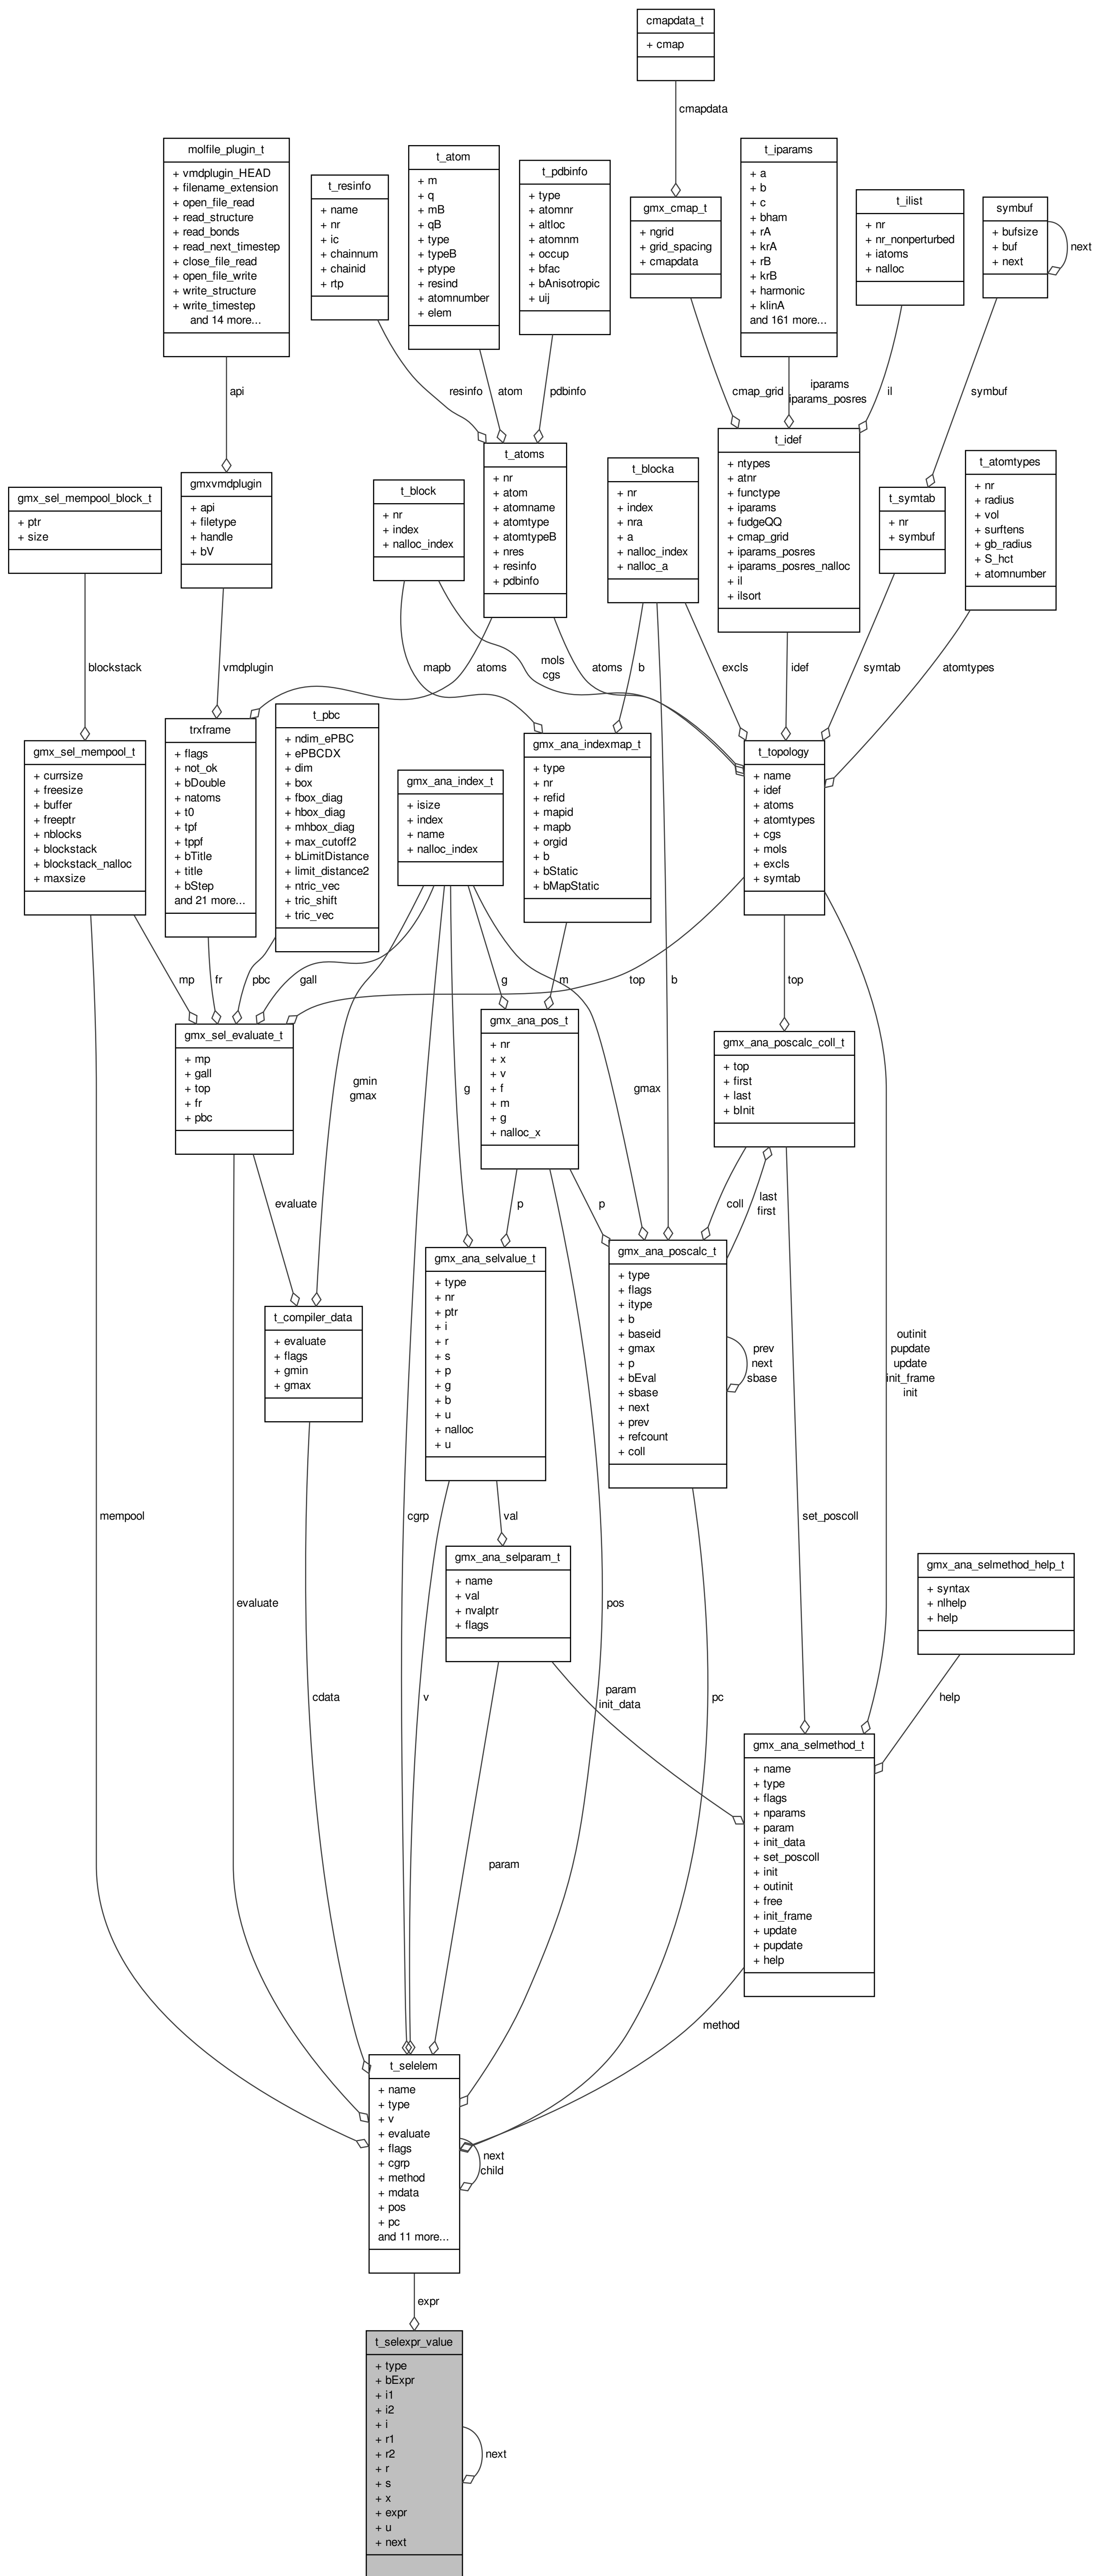 cmapdata_t
+ cmap
cmapdata
molfile_plugin_t
+ vmdplugin_HEAD
+ filename_extension
+ open_file_read
+ read_structure
+ read_bonds
+ read_next_timestep
+ close_file_read
+ open_file_write
+ write_structure
+ write_timestep
and 14 more...
t_resinfo
+ name
+ nr
+ ic
+ chainnum
+ chainid
+ rtp
t_atom
+ m
+ q
+ mB
+ qB
+ type
+ typeB
+ ptype
+ resind
+ atomnumber
+ elem
t_pdbinfo
+ type
+ atomnr
+ altloc
+ atomnm
+ occup
+ bfac
+ bAnisotropic
+ uij
gmx_cmap_t
+ ngrid
+ grid_spacing
+ cmapdata
t_iparams
+ a
+ b
+ c
+ bham
+ rA
+ krA
+ rB
+ krB
+ harmonic
+ klinA
and 161 more...
t_ilist
+ nr
+ nr_nonperturbed
+ iatoms
+ nalloc
symbuf
+ bufsize
+ buf
+ next
next
api
resinfo
atom
pdbinfo
cmap_grid
iparams
iparams_posres
il
symbuf
gmx_sel_mempool_block_t
+ ptr
+ size
gmxvmdplugin
+ api
+ filetype
+ handle
+ bV
t_block
+ nr
+ index
+ nalloc_index
t_atoms
+ nr
+ atom
+ atomname
+ atomtype
+ atomtypeB
+ nres
+ resinfo
+ pdbinfo
t_blocka
+ nr
+ index
+ nra
+ a
+ nalloc_index
+ nalloc_a
t_idef
+ ntypes
+ atnr
+ functype
+ iparams
+ fudgeQQ
+ cmap_grid
+ iparams_posres
+ iparams_posres_nalloc
+ il
+ ilsort
t_symtab
+ nr
+ symbuf
t_atomtypes
+ nr
+ radius
+ vol
+ surftens
+ gb_radius
+ S_hct
+ atomnumber
blockstack
vmdplugin
mapb
atoms
mols
cgs
atoms
b
excls
idef
symtab
atomtypes
gmx_sel_mempool_t
+ currsize
+ freesize
+ buffer
+ freeptr
+ nblocks
+ blockstack
+ blockstack_nalloc
+ maxsize
trxframe
+ flags
+ not_ok
+ bDouble
+ natoms
+ t0
+ tpf
+ tppf
+ bTitle
+ title
+ bStep
and 21 more...
t_pbc
+ ndim_ePBC
+ ePBCDX
+ dim
+ box
+ fbox_diag
+ hbox_diag
+ mhbox_diag
+ max_cutoff2
+ bLimitDistance
+ limit_distance2
+ ntric_vec
+ tric_shift
+ tric_vec
gmx_ana_index_t
+ isize
+ index
+ name
+ nalloc_index
gmx_ana_indexmap_t
+ type
+ nr
+ refid
+ mapid
+ mapb
+ orgid
+ b
+ bStatic
+ bMapStatic
t_topology
+ name
+ idef
+ atoms
+ atomtypes
+ cgs
+ mols
+ excls
+ symtab
mp
fr
pbc
gall
g
m
top
b
top
gmx_sel_evaluate_t
+ mp
+ gall
+ top
+ fr
+ pbc
gmin
gmax
g
gmx_ana_pos_t
+ nr
+ x
+ v
+ f
+ m
+ g
+ nalloc_x
gmax
gmx_ana_poscalc_coll_t
+ top
+ first
+ last
+ bInit
evaluate
p
p
coll
last
first
gmx_ana_selvalue_t
+ type
+ nr
+ ptr
+ i
+ r
+ s
+ p
+ g
+ b
+ u
+ nalloc
+ u
gmx_ana_poscalc_t
+ type
+ flags
+ itype
+ b
+ baseid
+ gmax
+ p
+ bEval
+ sbase
+ next
+ prev
+ refcount
+ coll
prev
next
sbase
outinit
pupdate
update
init_frame
init
t_compiler_data
+ evaluate
+ flags
+ gmin
+ gmax
mempool
cgrp
val
set_poscoll
gmx_ana_selparam_t
+ name
+ val
+ nvalptr
+ flags
gmx_ana_selmethod_help_t
+ syntax
+ nlhelp
+ help
evaluate
pos
cdata
v
param
init_data
pc
help
gmx_ana_selmethod_t
+ name
+ type
+ flags
+ nparams
+ param
+ init_data
+ set_poscoll
+ init
+ outinit
+ free
+ init_frame
+ update
+ pupdate
+ help
param
method
t_selelem
+ name
+ type
+ v
+ evaluate
+ flags
+ cgrp
+ method
+ mdata
+ pos
+ pc
and 11 more...
next
child
expr
t_selexpr_value
+ type
+ bExpr
+ i1
+ i2
+ i
+ r1
+ r2
+ r
+ s
+ x
+ expr
+ u
+ next
next